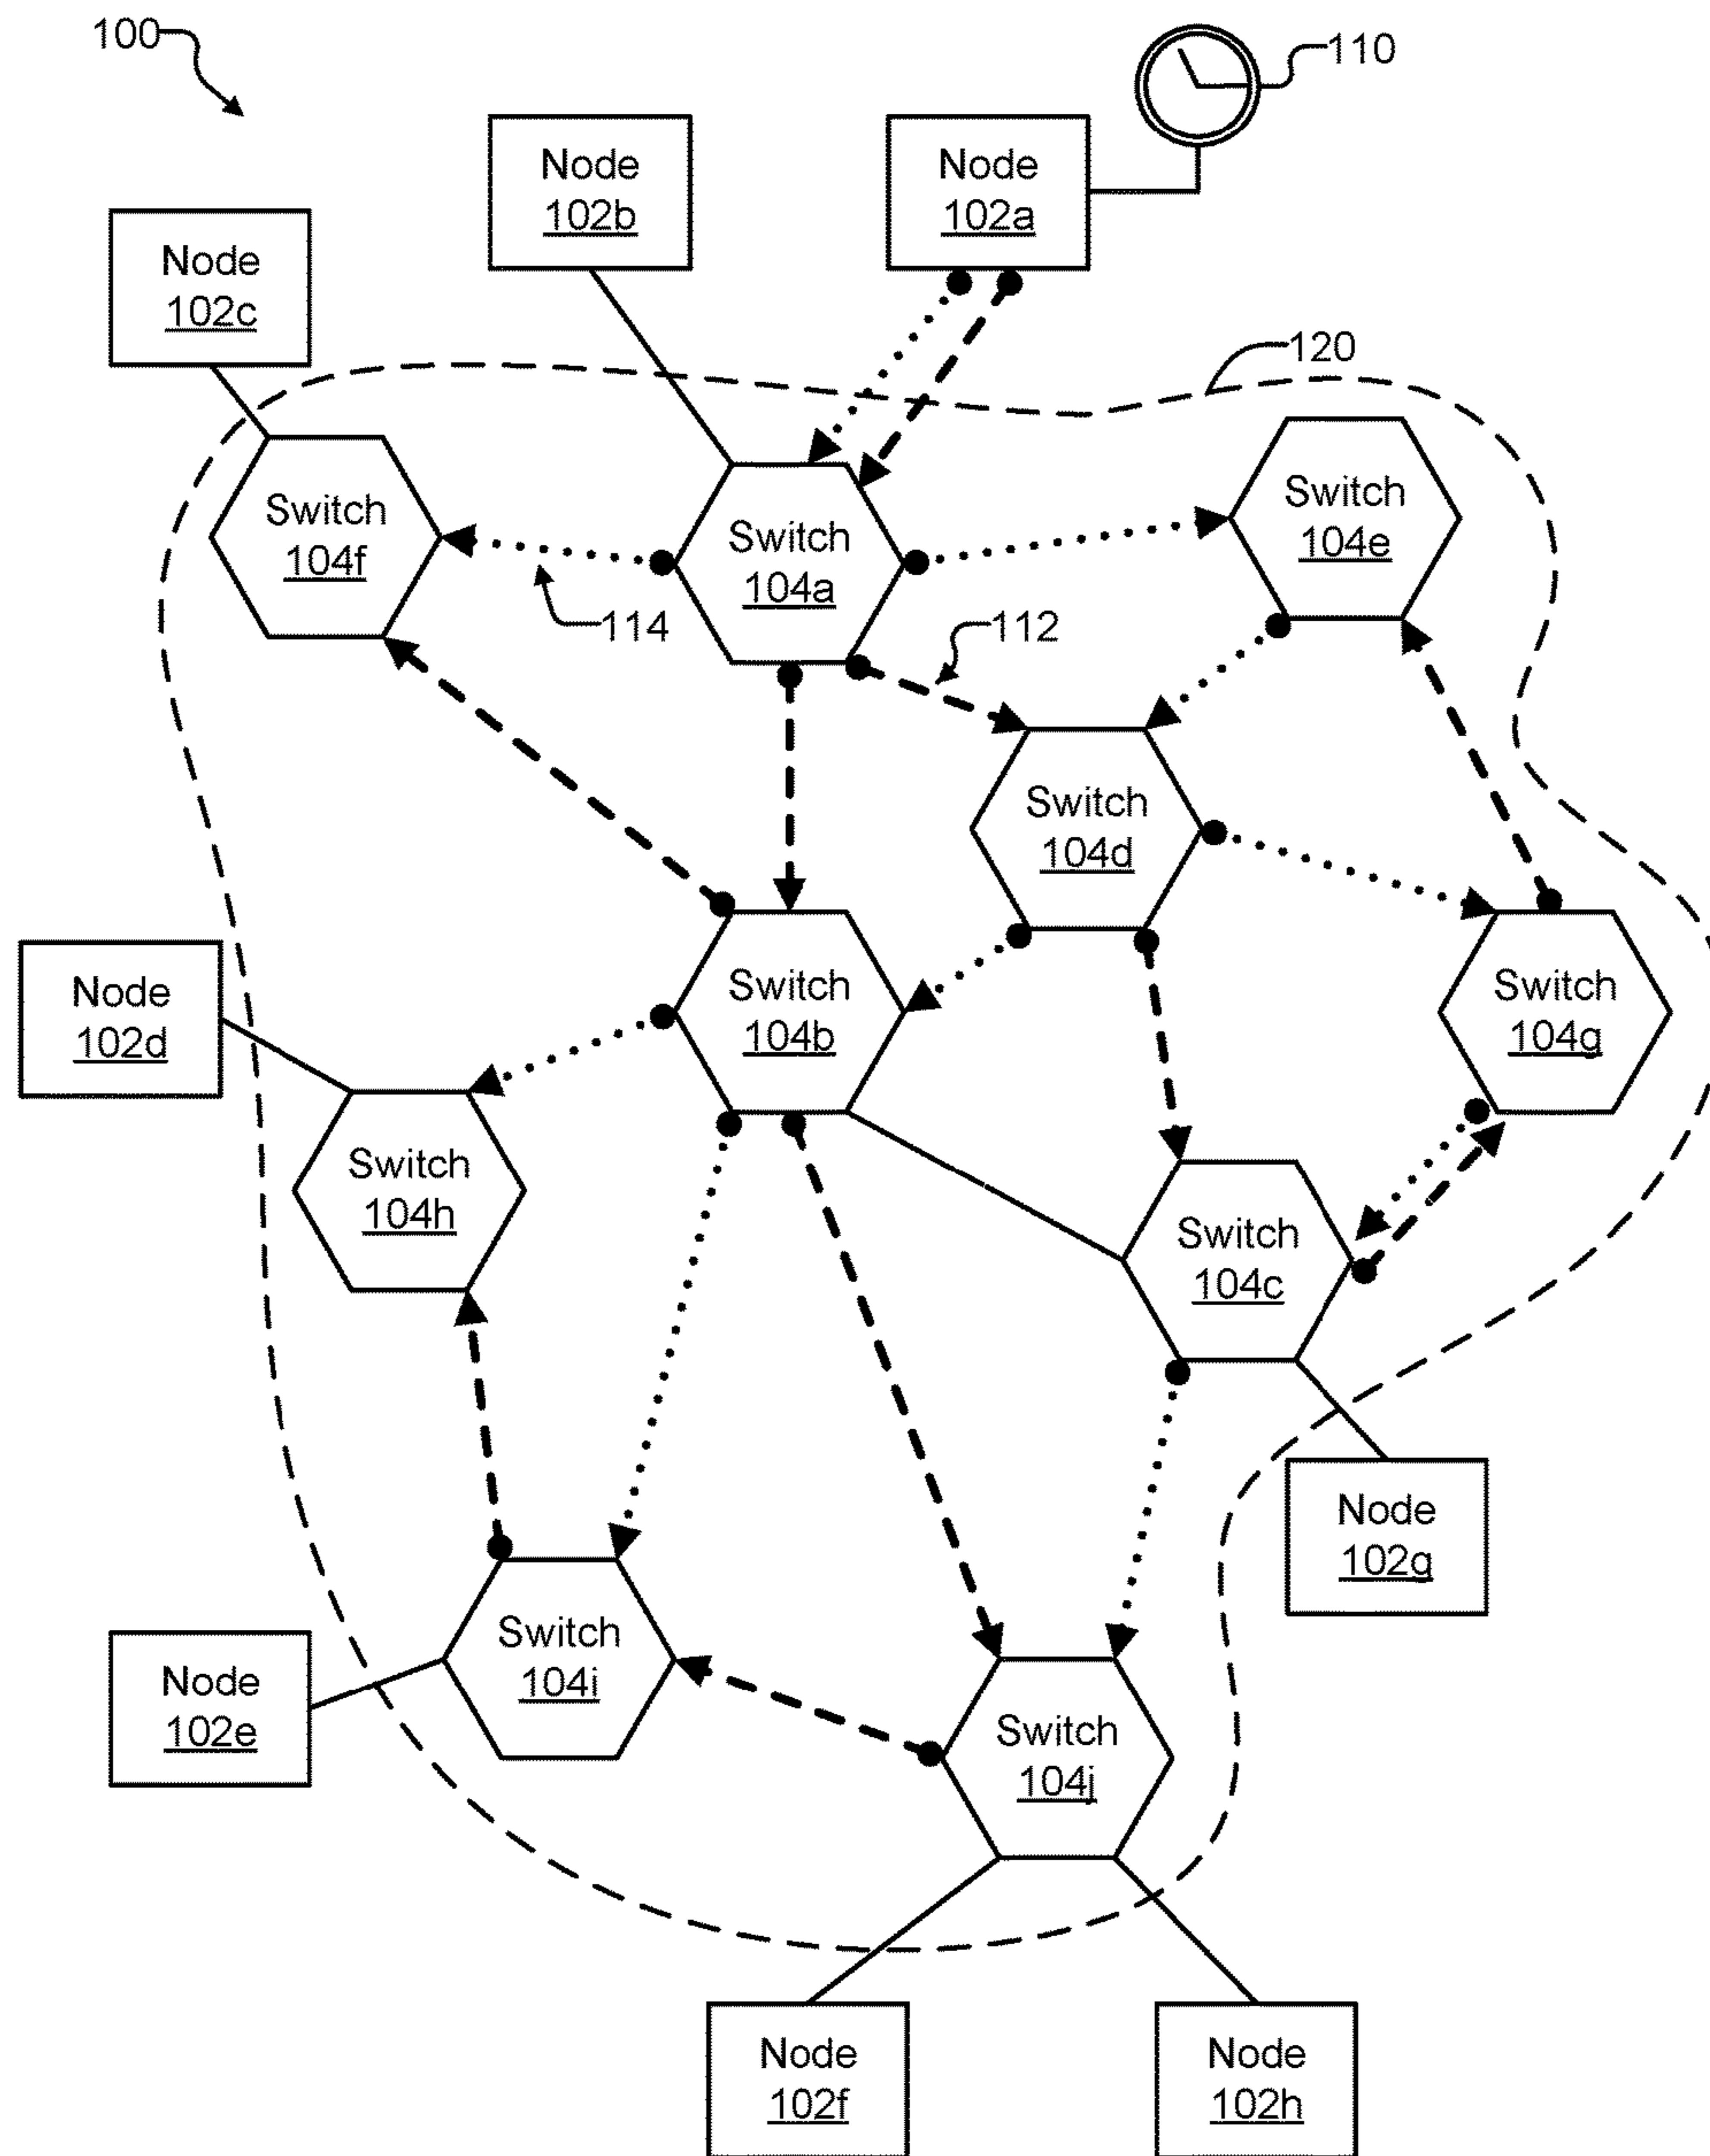 100
110
Node
102b
Node
102a
Node
102c
120
Switch
104f
Switch
104a
Switch
104e
114
112
Switch
104d
Node
102d
Switch
104b
Switch
104g
Switch
104h
Switch
104c
Node
102g
Switch
104i
Node
102e
Switch
104j
Node
102f
Node
102h